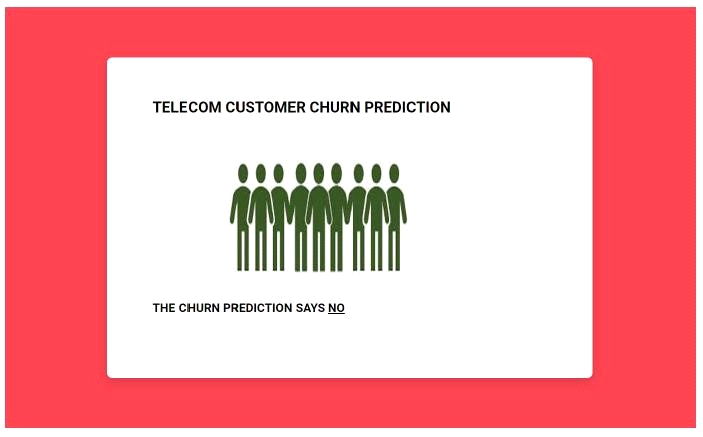 TELECOM CUSTOMER CHURN PREDICTION
THE CHURN PREDICTION SAYS NO